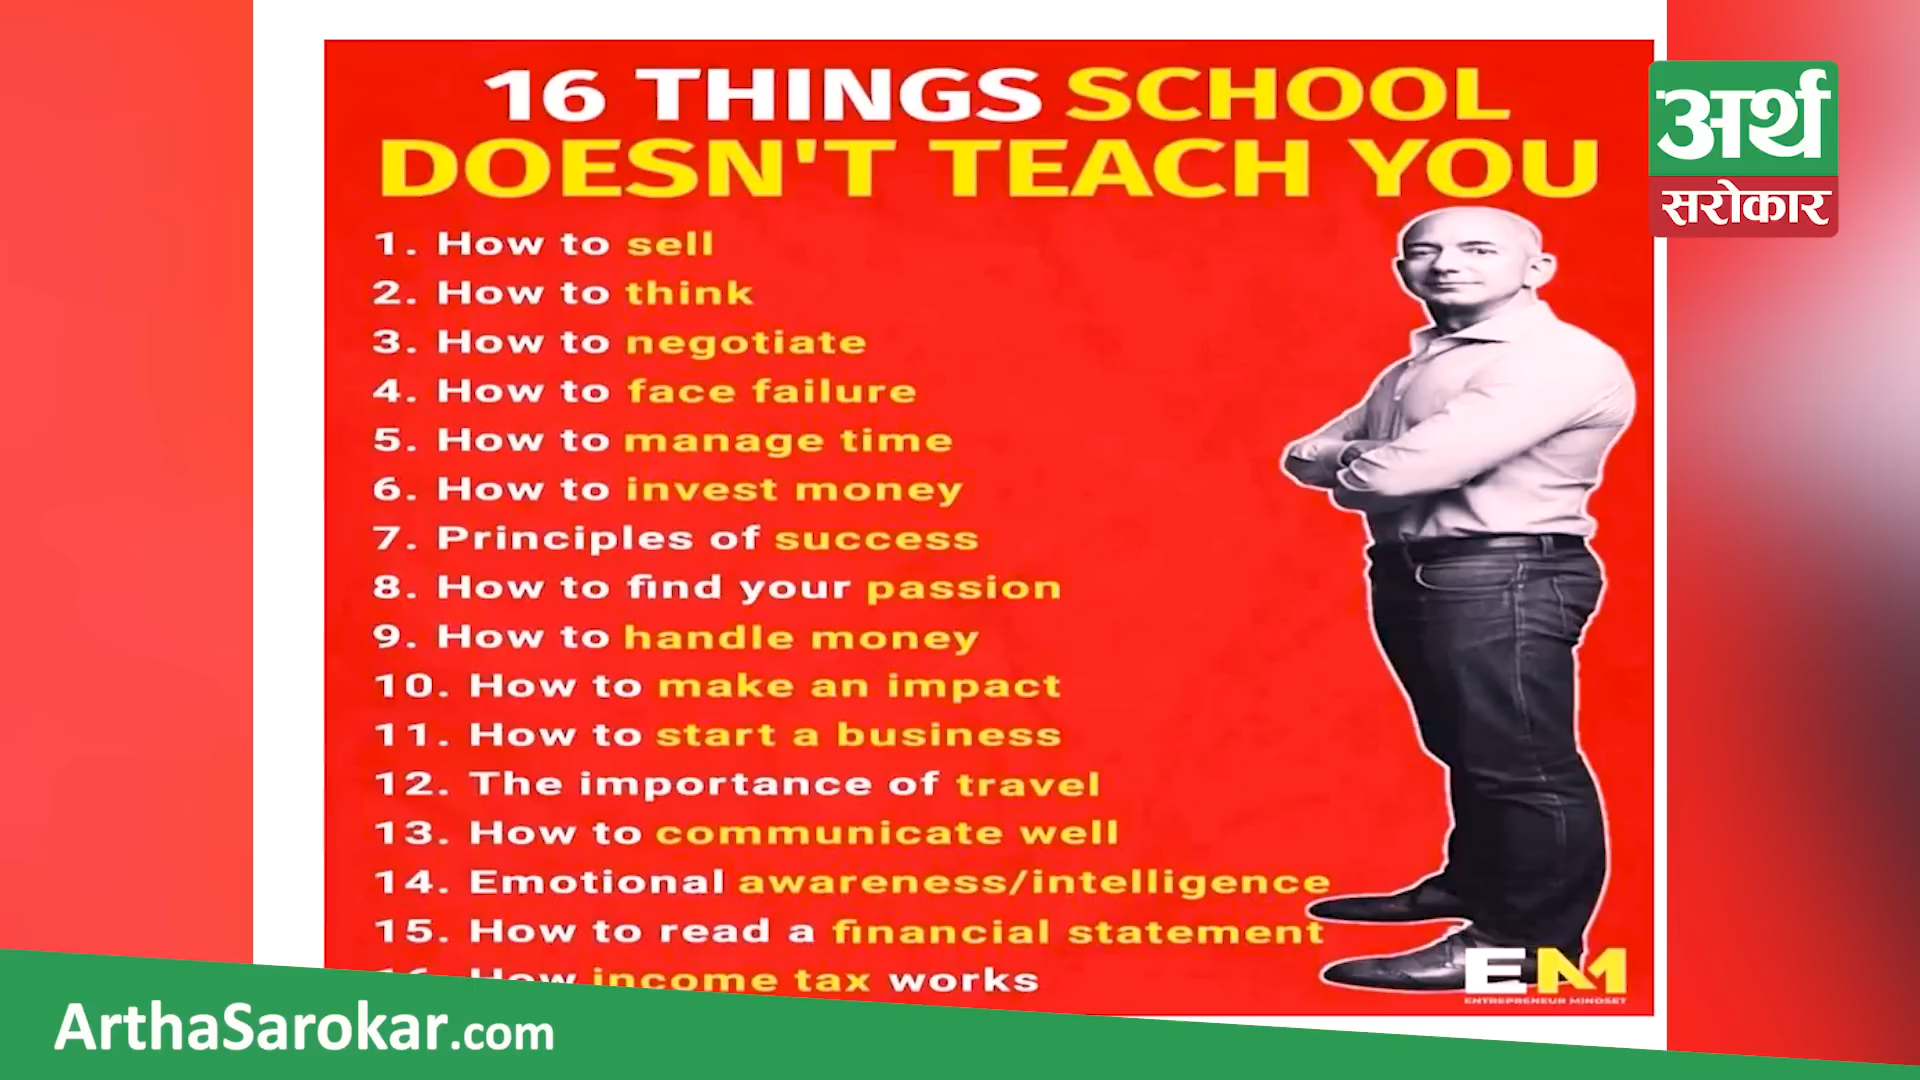 16 THINGS SCHOOL
DOESN'T TEACH YOU
अर्थ
सरोकार
1. How to sell
2. How to think
3. How to negotiate
4. How to face failure
5. How to manage time
6. How to invest money
7. Principles of success
8. How to find your passion
9. How to handle money
10. How to make an impact
11. How to start a business
12. The importance of travel
13. How to communicate well
14. Emotional awareness/intelligence
15. How to read a financial statement
16. How income tax works
EM
ENTREPRENEUR MINDSET
ArthaSarokar.com